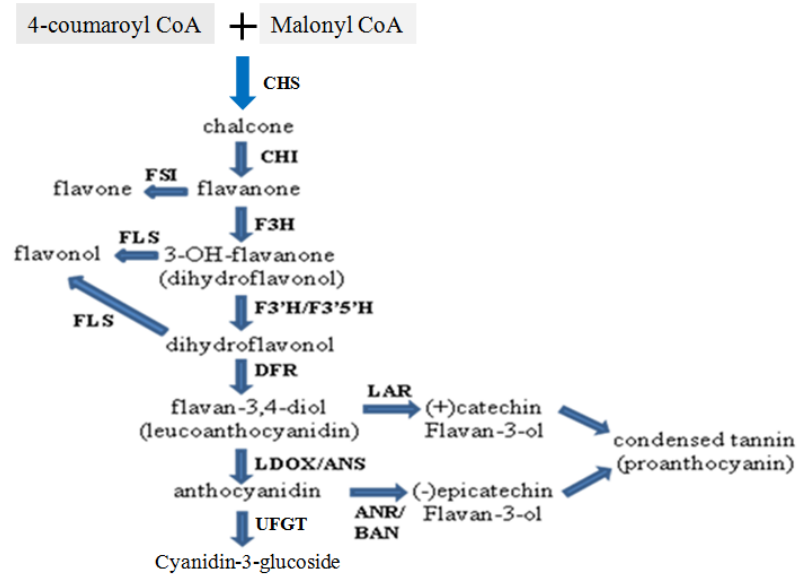 4-coumaroyl CoA + Malonyl CoA
CHS
chalcone
CHI
FSI
flavone flavanone
F3H
FLS
flavonol 3-OH-flavanone
(dihydroflavonol)
F3'H/F3'5'H
FLS
dihydroflavonol
DFR
LAR
flavan-3,4-diol (+)catechin
(leucoanthocyanidin) Flavan-3-ol
condensed tannin
(proanthocyanin)
LDOX/ANS
anthocyanidin (-)epicatechin
ANR/ Flavan-3-ol
BAN
UFGT
Cyanidin-3-glucoside